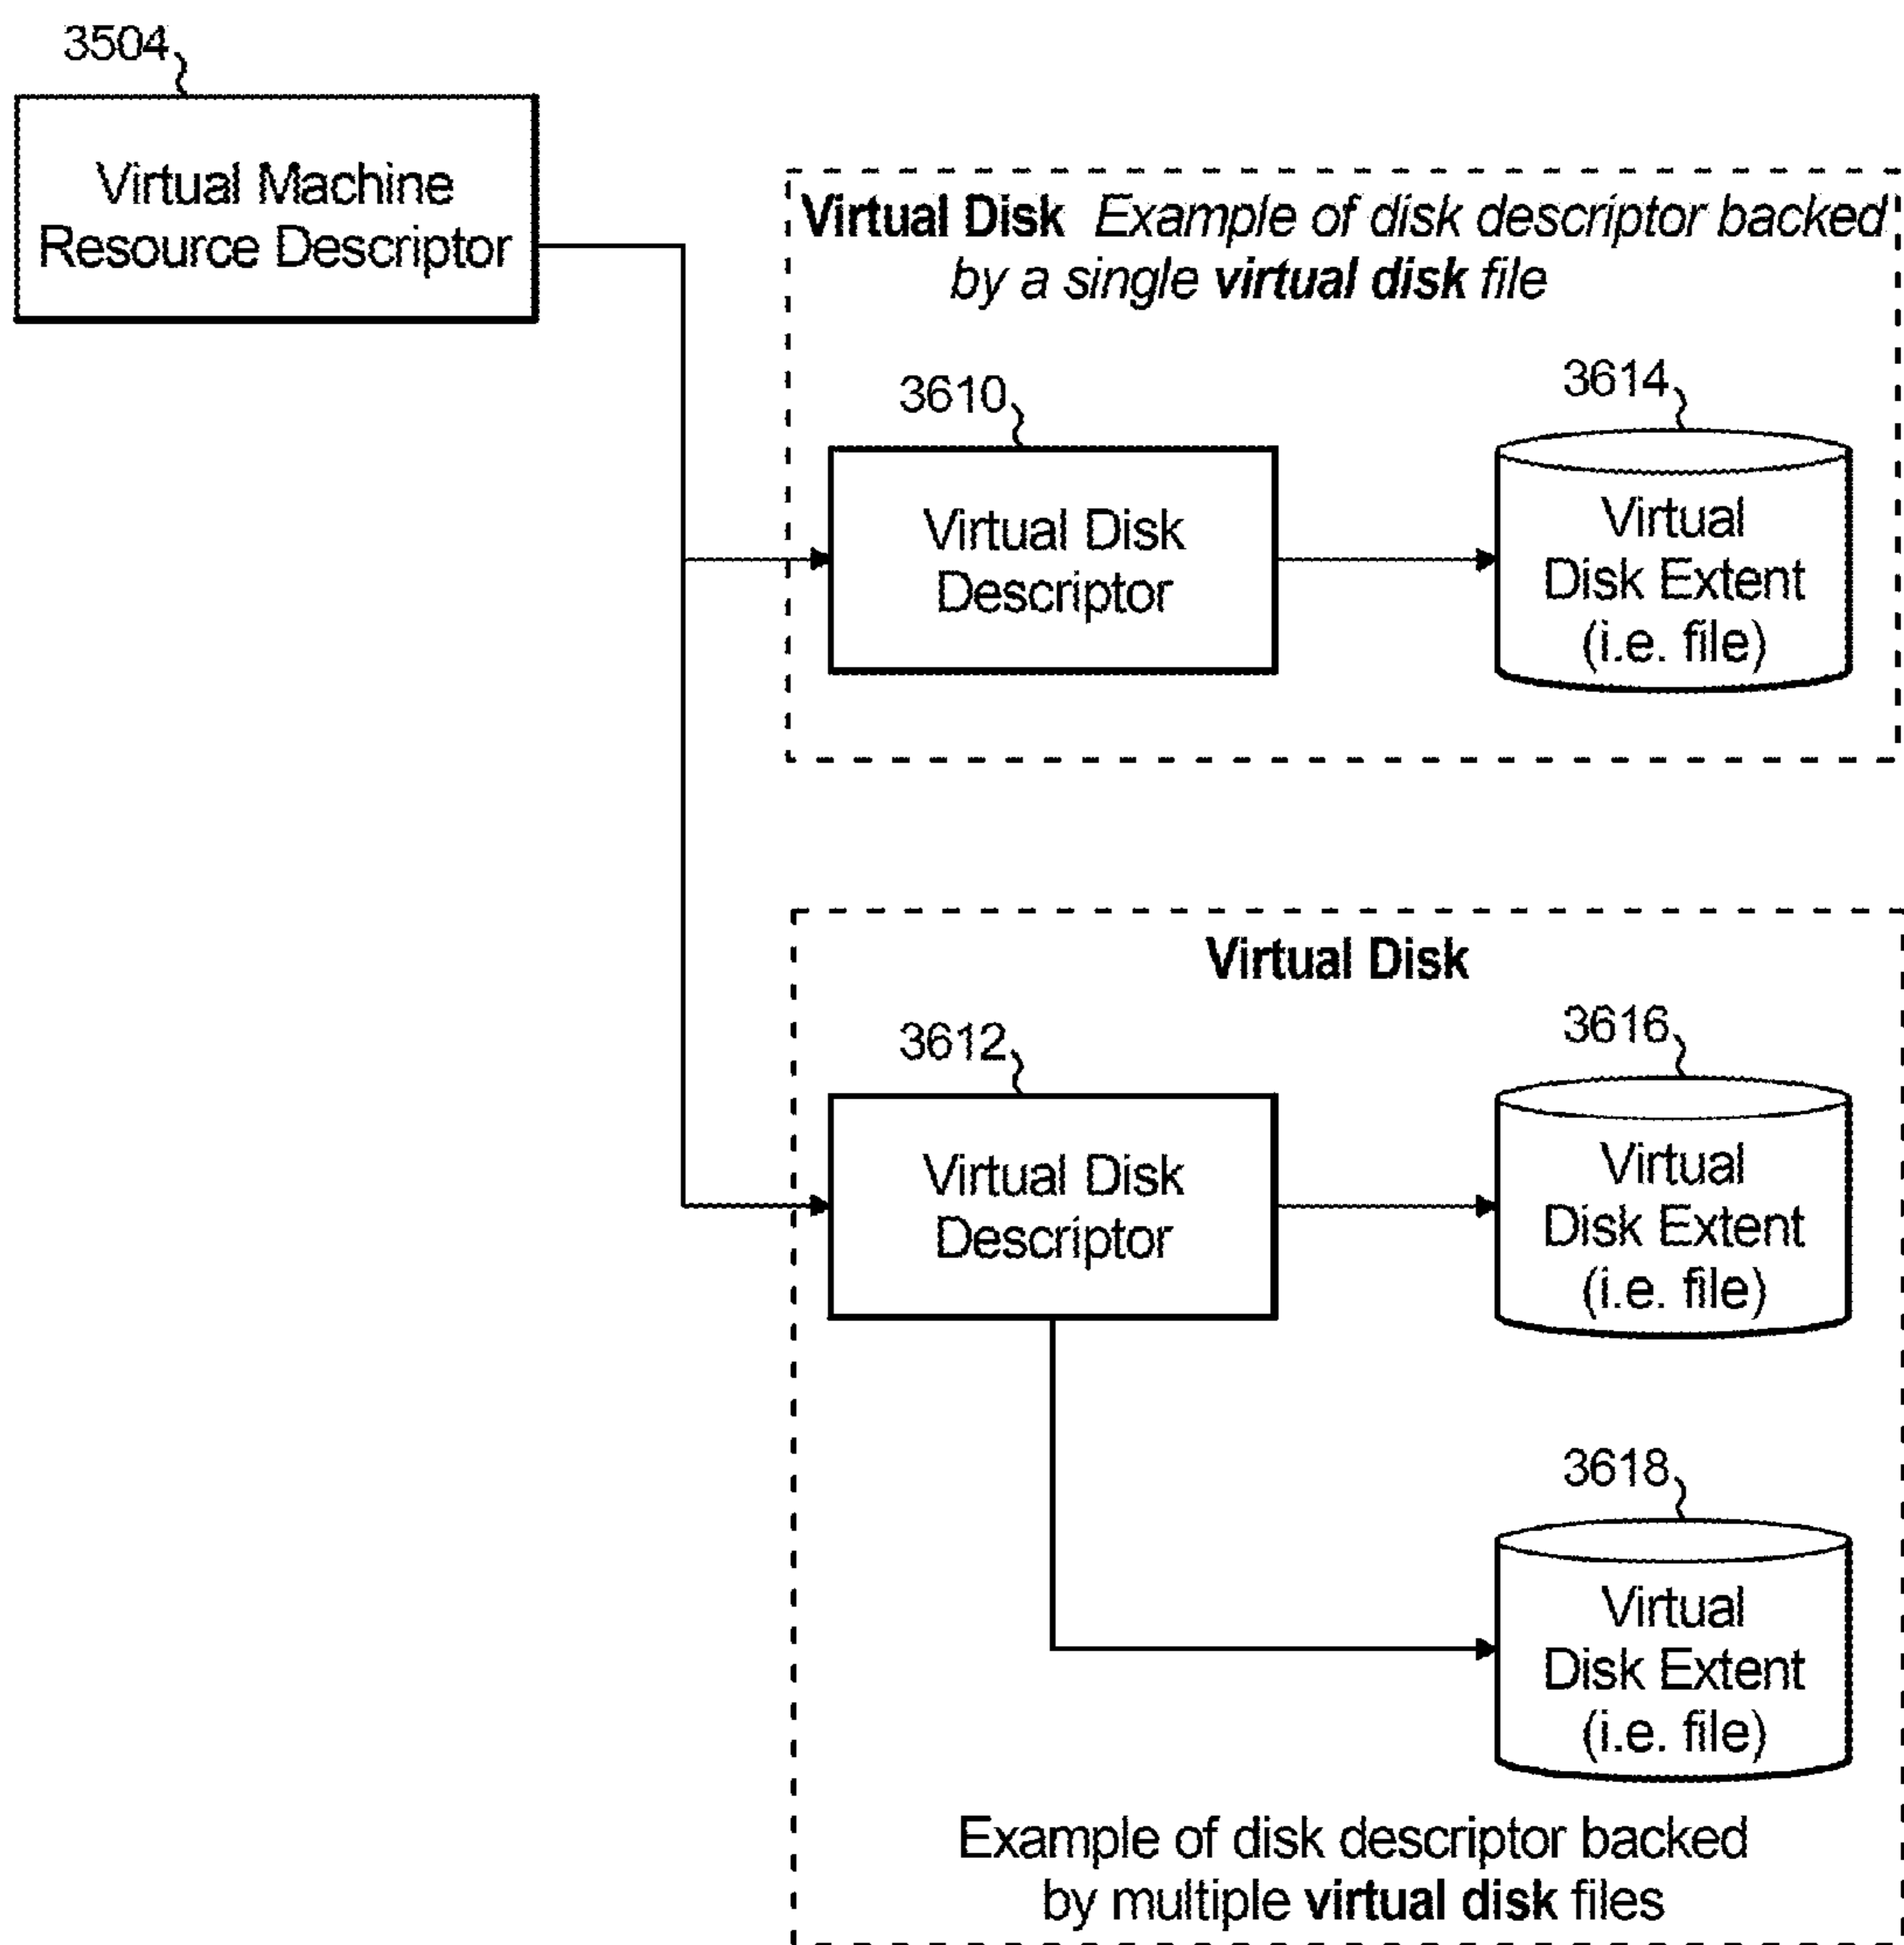 3504
Virtual Machine
Resource Descriptor
Virtual Disk Example of disk descriptor backed
by a single virtual disk file
3610
3614
Virtual Disk
Descriptor
Virtual
Disk Extent
(i.e. file)
Virtual Disk
3612
3616
Virtual Disk
Descriptor
Virtual
Disk Extent
(i.e. file)
3618
Virtual
Disk Extent
(i.e. file)
Example of disk descriptor backed
by multiple virtual disk files